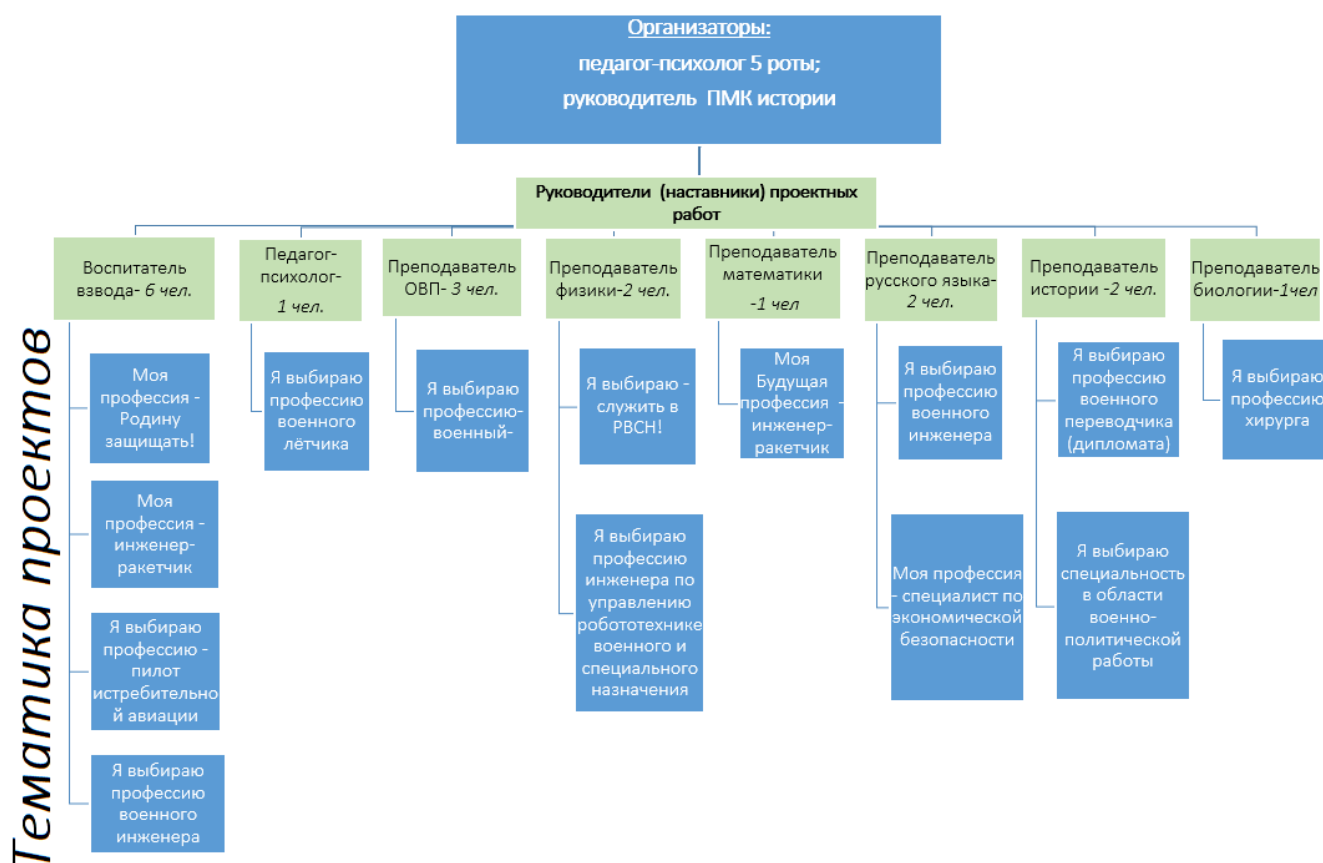 Организаторы:
педагог-психолог 5 роты;
руководитель ПМК истории
Руководители (наставники) проектных
работ
Воспитатель
взвода- 6 чел.
Педагог-
психолог-
1 чел.
Преподаватель
ОВП- 3 чел.
Преподаватель
физики-2 чел.
Преподаватель
математики
-1 чел
Преподаватель
русского языка-
2 чел.
Преподаватель
истории -2 чел.
Преподаватель
биологии-1чел
Тематика проектов
Моя
профессия -
Родину
защищать!
Моя
профессия -
инженер-
ракетчик
Я выбираю
профессию -
пилот
истребительно
й авиации
Я выбираю
профессию
военного
инженера
Я выбираю
профессию
военного
лётчика
Я выбираю
профессию-
военный-
Я выбираю -
служить в
РВСН!
Я выбираю
профессию
инженера по
управлению
робототехнике
военного и
специального
назначения
Моя
Будущая
профессия -
инженер-
ракетчик
Я выбираю
профессию
военного
инженера
Моя профессия
- специалист по
экономической
безопасности
Я выбираю
профессию
военного
переводчика
(дипломата)
Я выбираю
специальность
в области
военно-
политической
работы
Я выбираю
профессию
хирурга